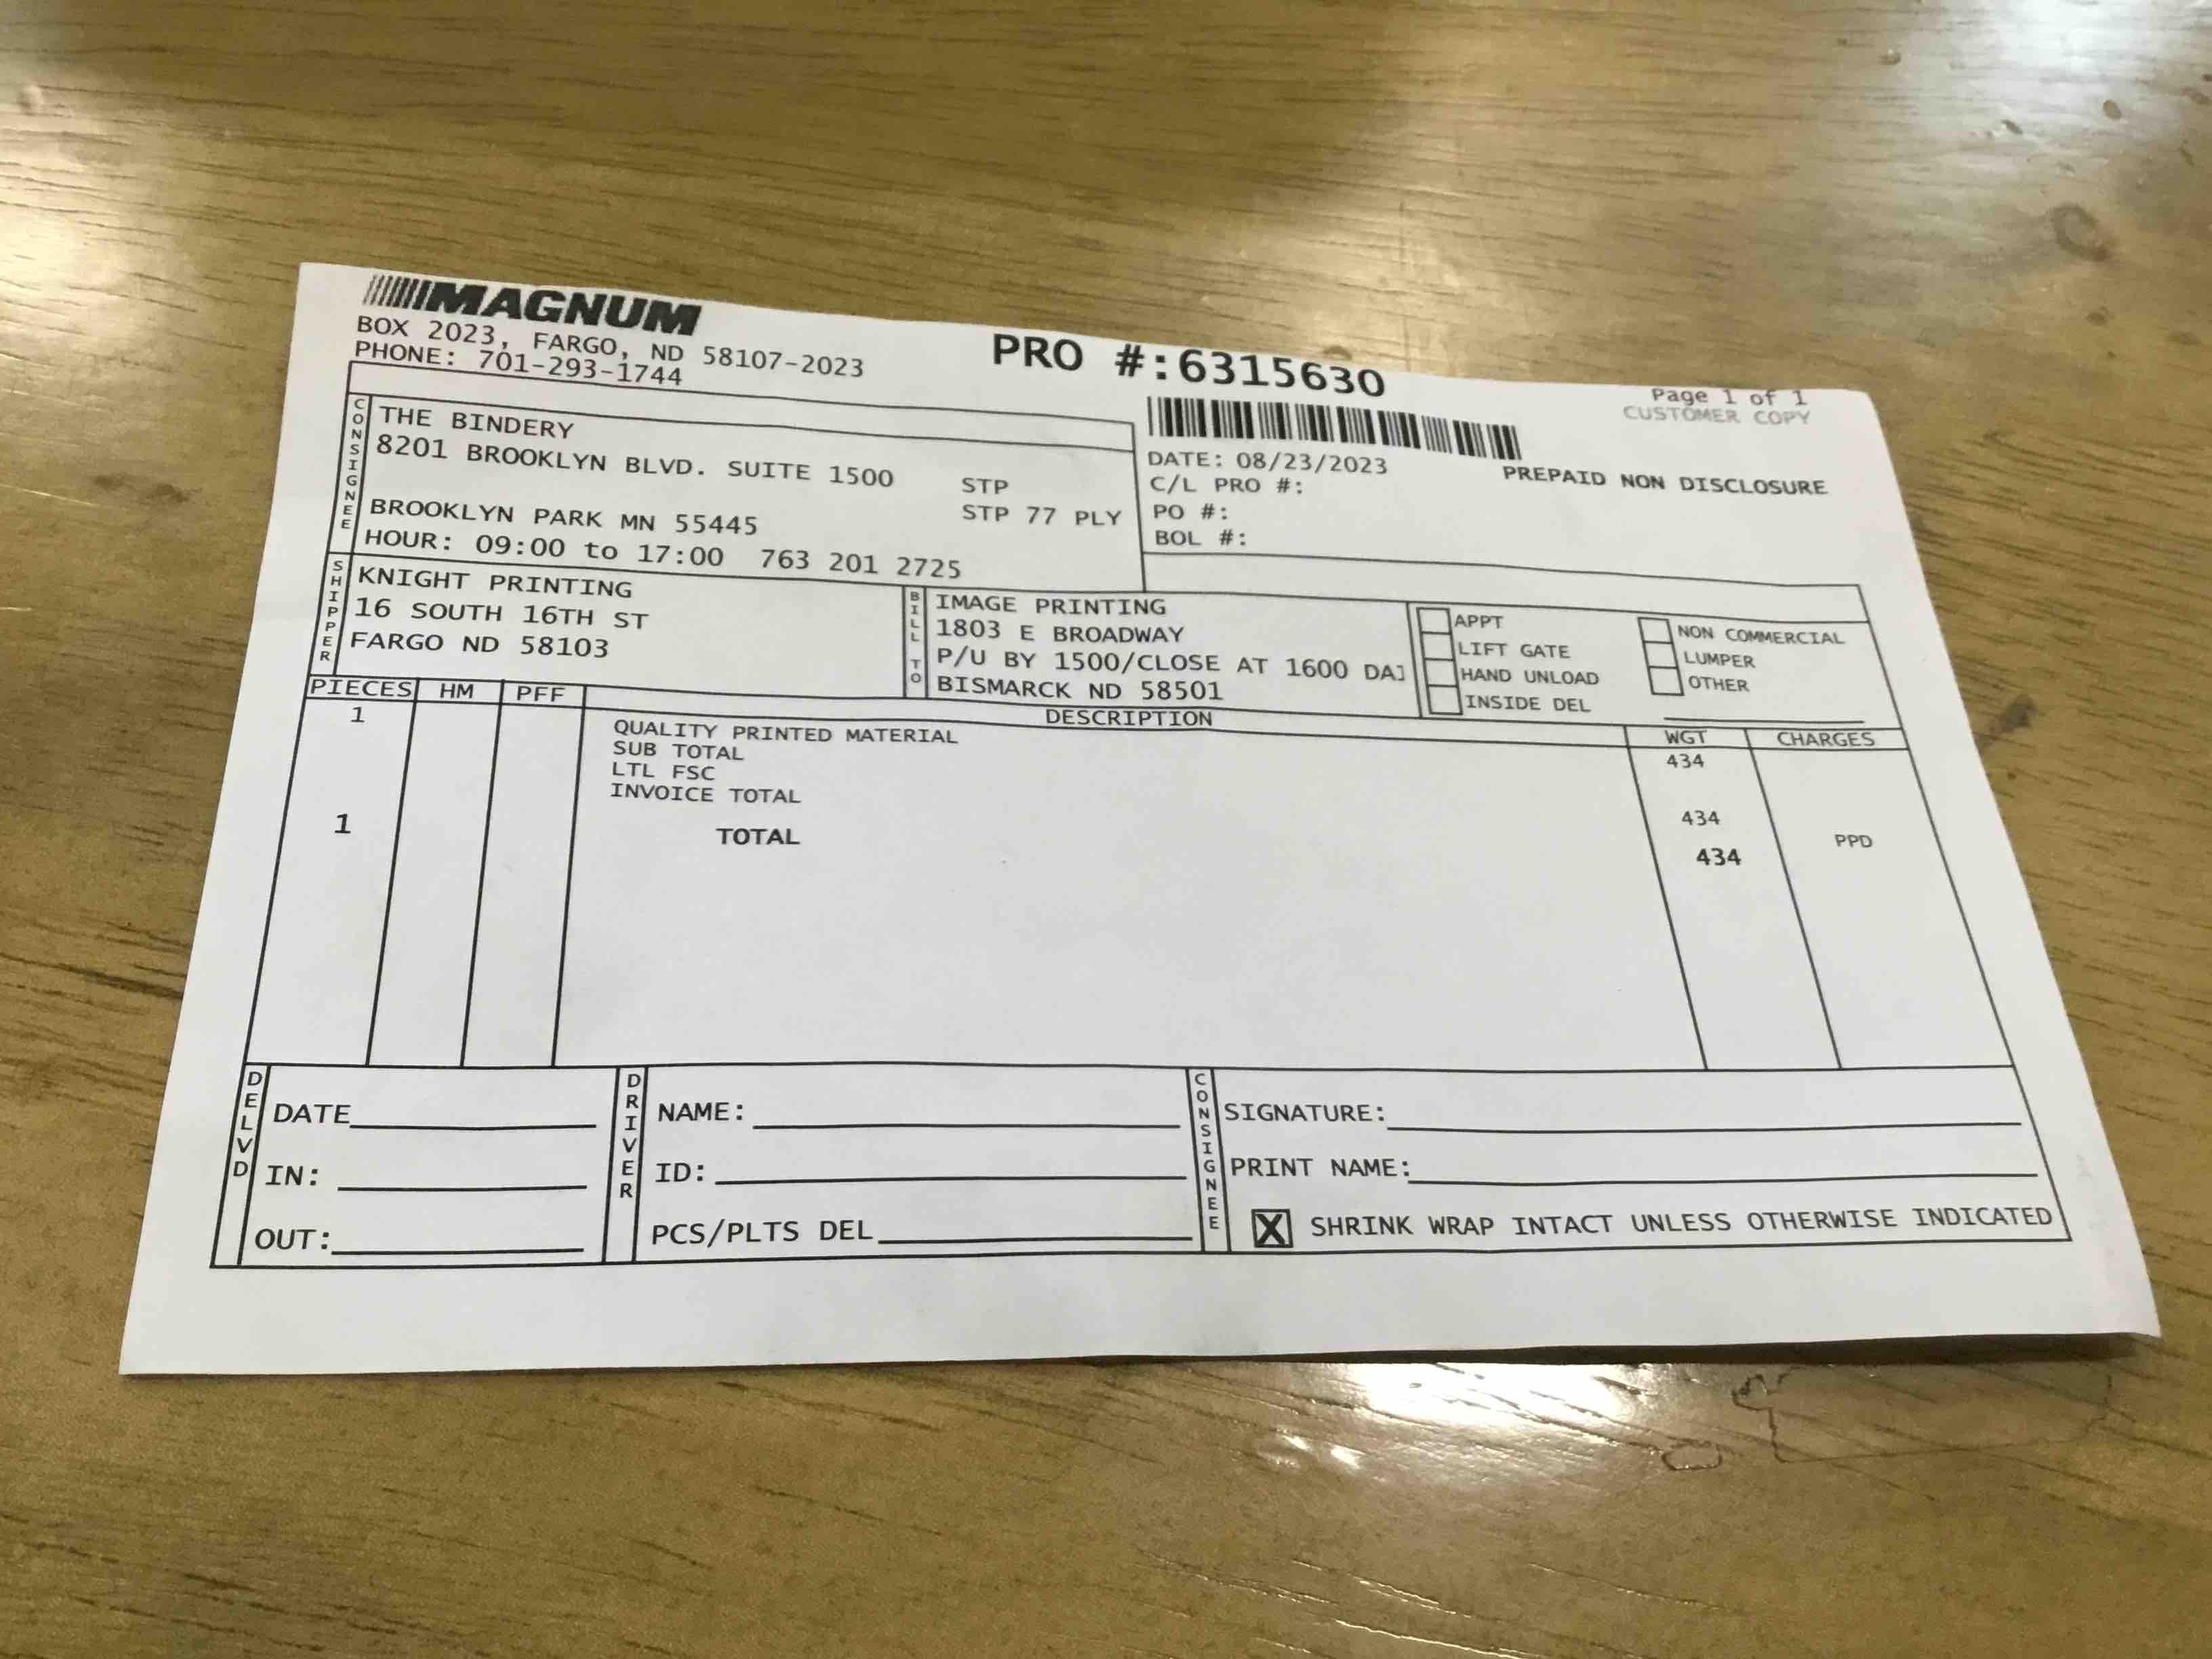 MAGNUM
BOX 2023, FARGO, ND 58107-2023
PHONE: 701-293-1744
PRO #:6315630
Page 1 of 1
CUSTOMER COPY
CONSIGNEE
THE BINDERY
8201 BROOKLYN BLVD. SUITE 1500
STP
BROOKLYN PARK MN 55445
STP 77 PLY
HOUR: 09:00 to 17:00 763 201 2725
DATE: 08/23/2023
PREPAID NON DISCLOSURE
C/L PRO #:
PO #:
BOL #:
SHIPPER
KNIGHT PRINTING
16 SOUTH 16TH ST
FARGO ND 58103
BILL TO
IMAGE PRINTING
1803 E BROADWAY
P/U BY 1500/CLOSE AT 1600
BISMARCK ND 58501
APPT
LIFT GATE
HAND UNLOAD
INSIDE DEL
NON COMMERCIAL
LUMPER
OTHER
PIECES HM PFF DESCRIPTION WGT CHARGES
1 QUALITY PRINTED MATERIAL 434
SUB TOTAL
LTL FSC
INVOICE TOTAL 434
1 TOTAL 434 PPD
DELVD
DATE
IN:
OUT:
DRIVER
NAME:
ID:
PCS/PLTS DEL
CONSIGNEE
SIGNATURE:
PRINT NAME:
X SHRINK WRAP INTACT UNLESS OTHERWISE INDICATED